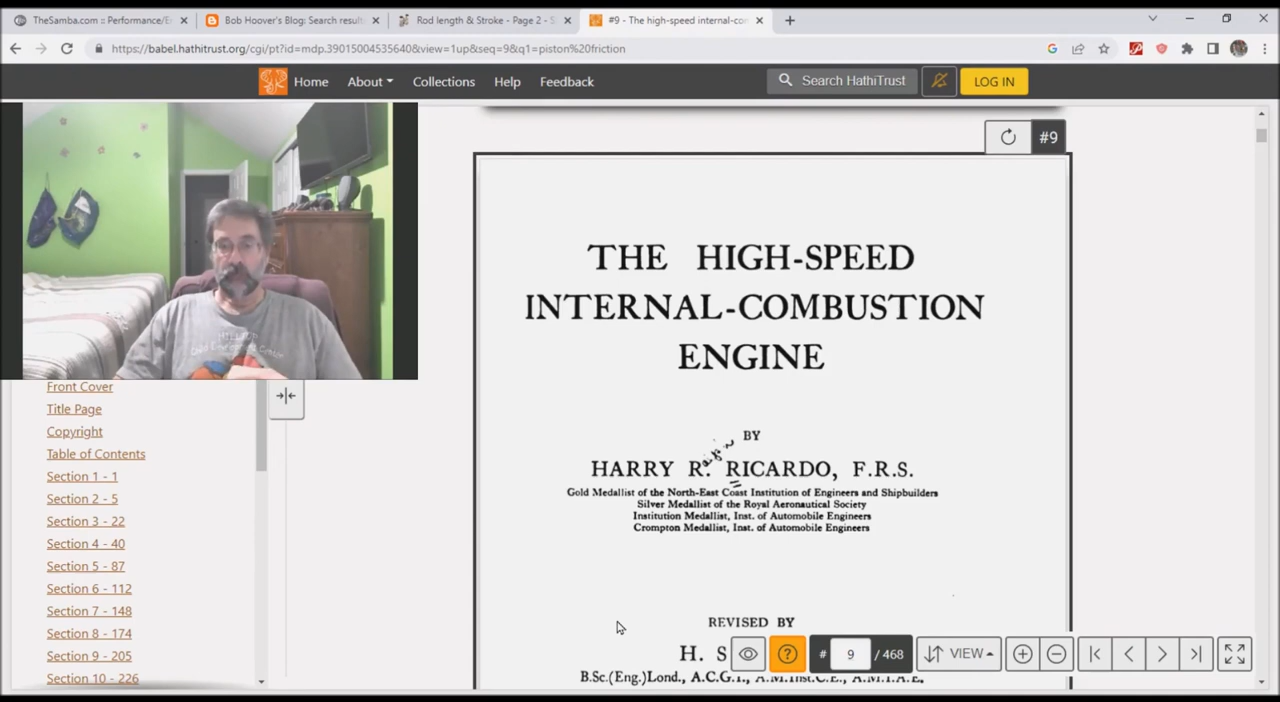 TheSamba.com :: Performance/E
Bob Hoover's Blog: Search result
Rod length & Stroke - Page 2 - S
#9 - The high-speed internal-com
https://babel.hathitrust.org/cgi/pt?id=mdp.39015004535640&view=1up&seq=9&q1=piston%20friction
Home About Collections Help Feedback
Search HathiTrust
LOG IN
#9
THE HIGH-SPEED
INTERNAL-COMBUSTION
ENGINE
BY
HARRY R. RICARDO, F.R.S.
Gold Medallist of the North-East Coast Institution of Engineers and Shipbuilders
Silver Medallist of the Royal Aeronautical Society
Institution Medallist, Inst. of Automobile Engineers
Crompton Medallist, Inst. of Automobile Engineers
REVISED BY
H. S
B.Sc.(Eng.)Lond., A.C.G.I., A.M.Inst.C.E., A.M.I.A.E.
Front Cover
Title Page
Copyright
Table of Contents
Section 1 - 1
Section 2 - 5
Section 3 - 22
Section 4 - 40
Section 5 - 87
Section 6 - 112
Section 7 - 148
Section 8 - 174
Section 9 - 205
Section 10 - 226
# 9 / 468
VIEW